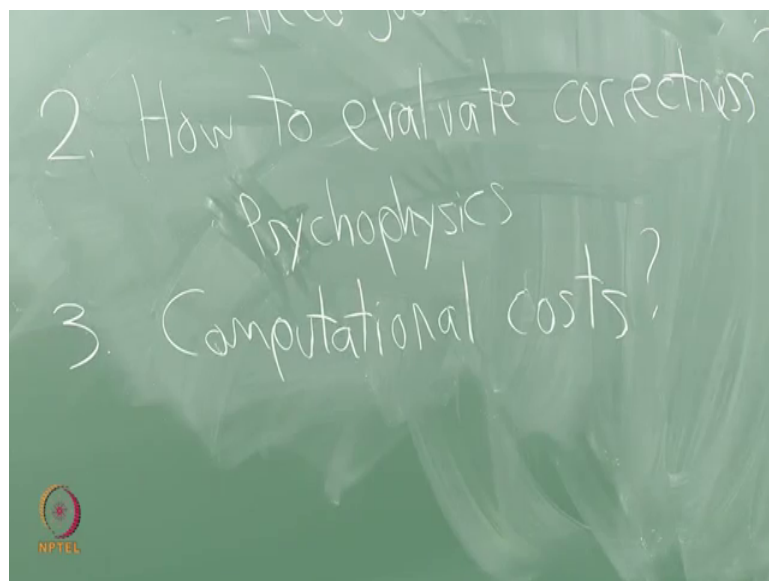 2. How to evaluate correctness
Psychophysics
3. Computational costs?
NPTEL